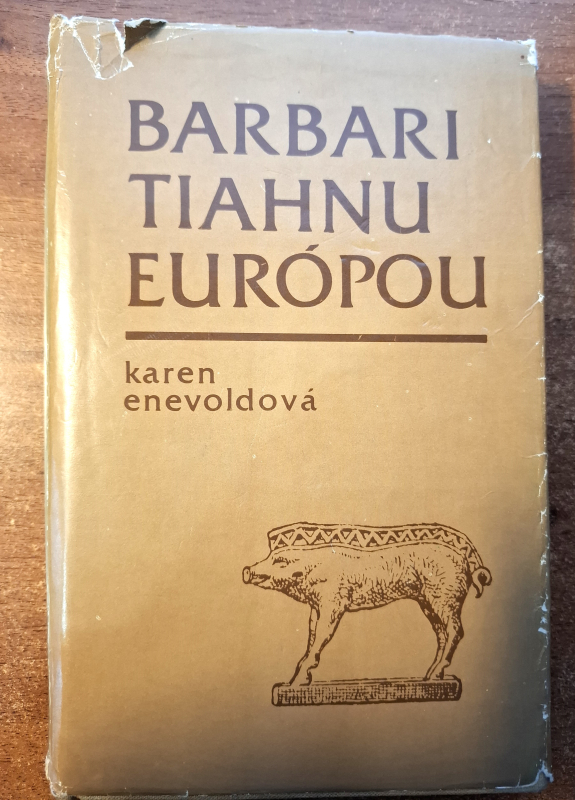 BARBARI
TIAHNU
EURÓPOU
karen
enevoldová